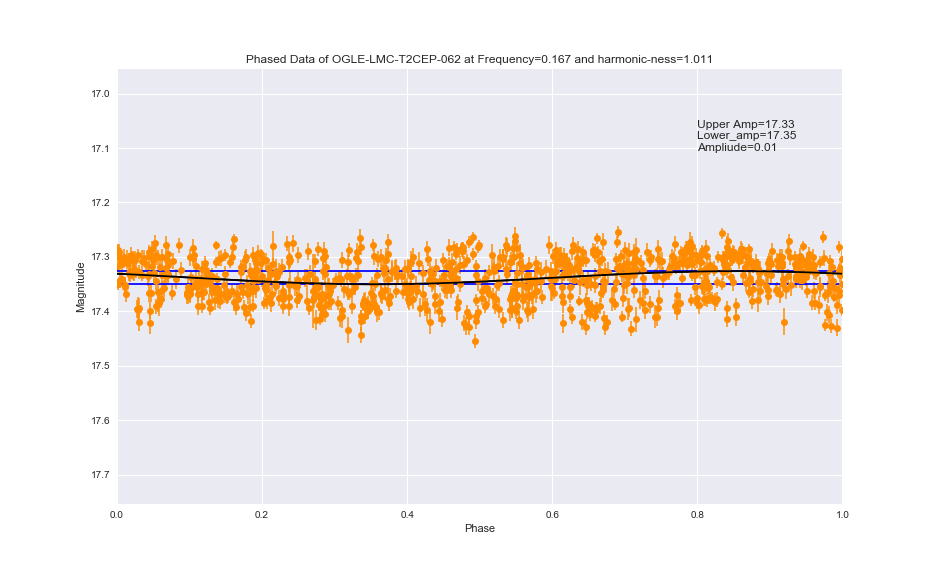 Phased Data of OGLE-LMC-T2CEP-062 at Frequency=0.167 and harmonic-ness=1.011
Upper Amp=17.33
Lower_amp=17.35
Ampliude=0.01
17.0
17.1
17.2
17.3
17.4
17.5
17.6
17.7
Magnitude
0.0 0.2 0.4 0.6 0.8 1.0
Phase